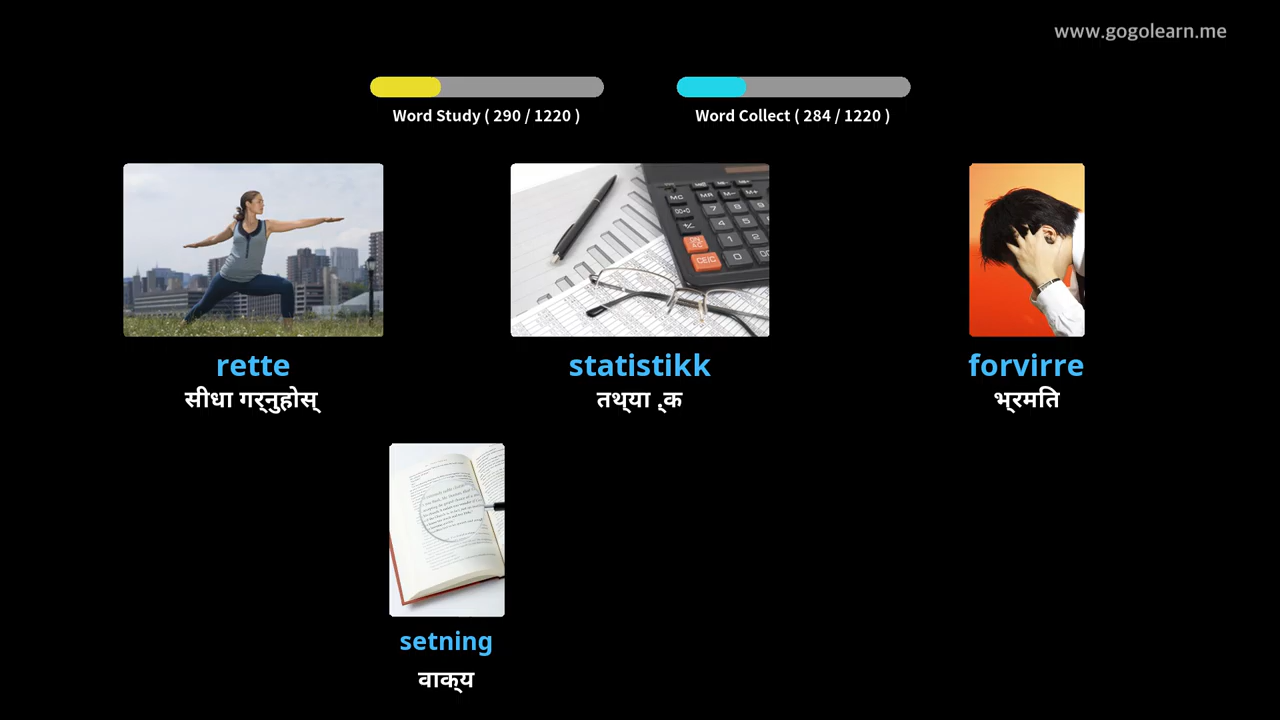 www.gogolearn.me
Word Study ( 290 / 1220 )
Word Collect ( 284 / 1220 )
rette
सीधा गर्नुहोस्
statistikk
तथ्या ्क
forvirre
भ्रमति
setning
वाक्य